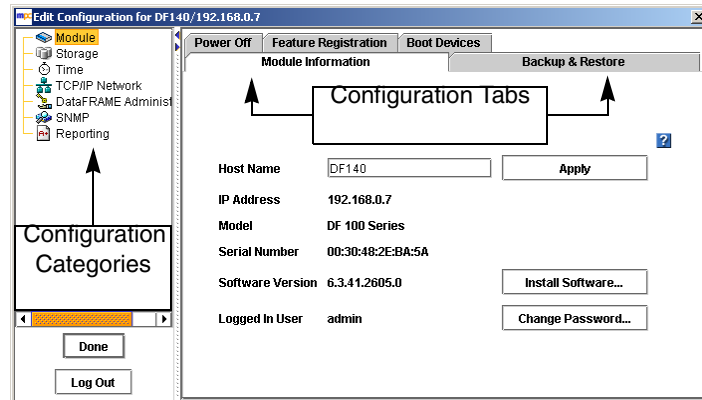 Edit Configuration for DF140/192.168.0.7
Module
Storage
Time
TCP/IP Network
DataFRAME Administ
SNMP
Reporting
Configuration
Categories
Done
Log Out
Power Off
Feature Registration
Boot Devices
Module Information
Backup & Restore
Configuration Tabs
Host Name
DF140
Apply
IP Address
192.168.0.7
Model
DF 100 Series
Serial Number
00:30:48:2E:BA:5A
Software Version
6.3.41.2605.0
Install Software...
Logged In User
admin
Change Password...